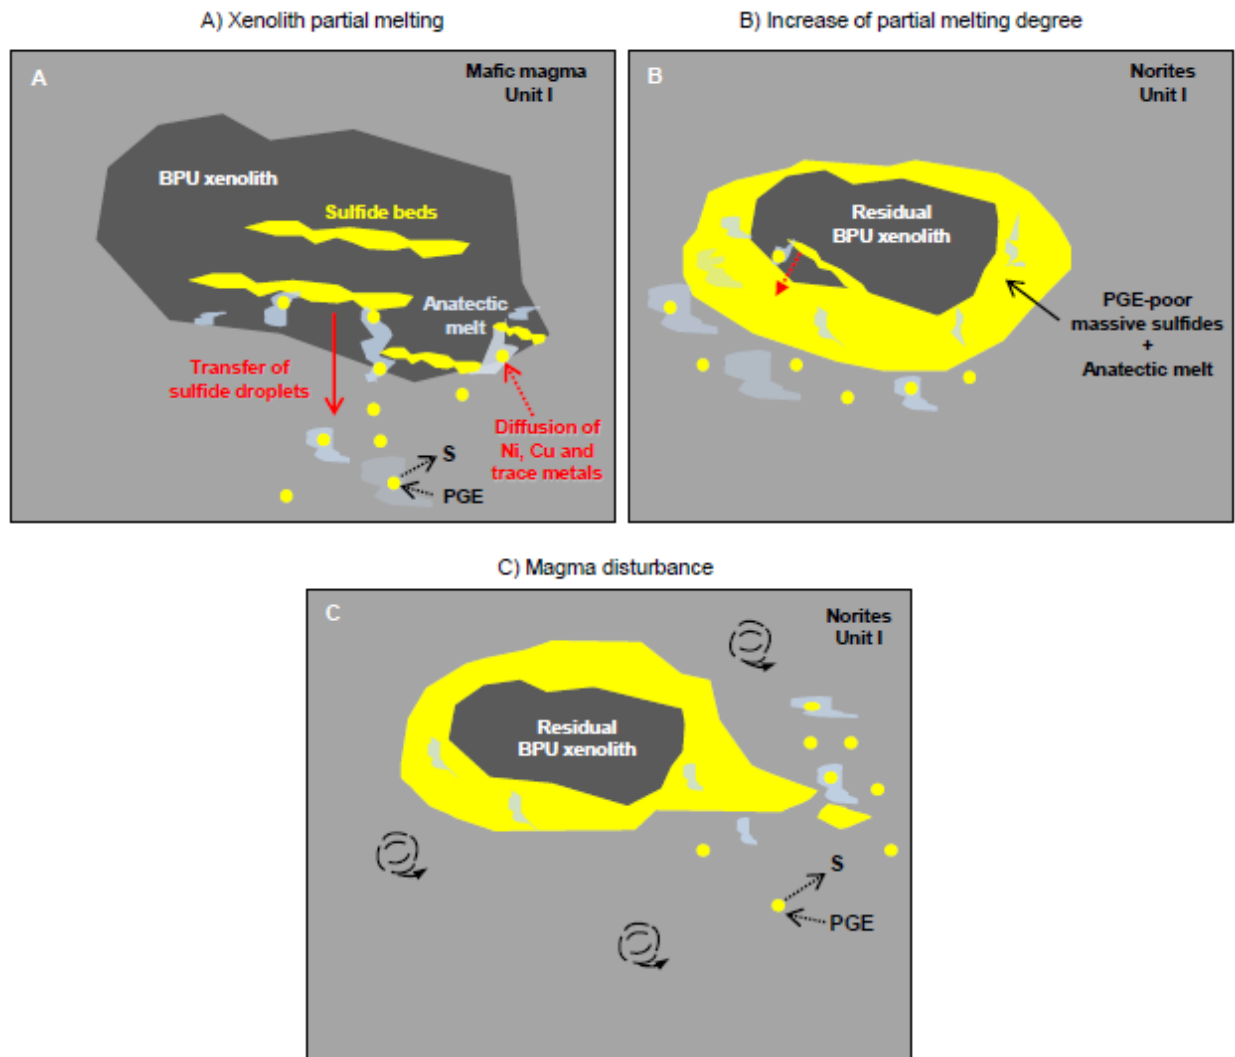 A) Xenolith partial melting
A
Mafic magma
Unit I
BPU xenolith
Sulfide beds
Anatectic
melt
Transfer of
sulfide droplets
Diffusion of
Ni, Cu and
trace metals
S
PGE
B) Increase of partial melting degree
B
Norites
Unit I
Residual
BPU xenolith
PGE-poor
massive sulfides
+
Anatectic melt
C) Magma disturbance
C
Norites
Unit I
Residual
BPU xenolith
S
PGE